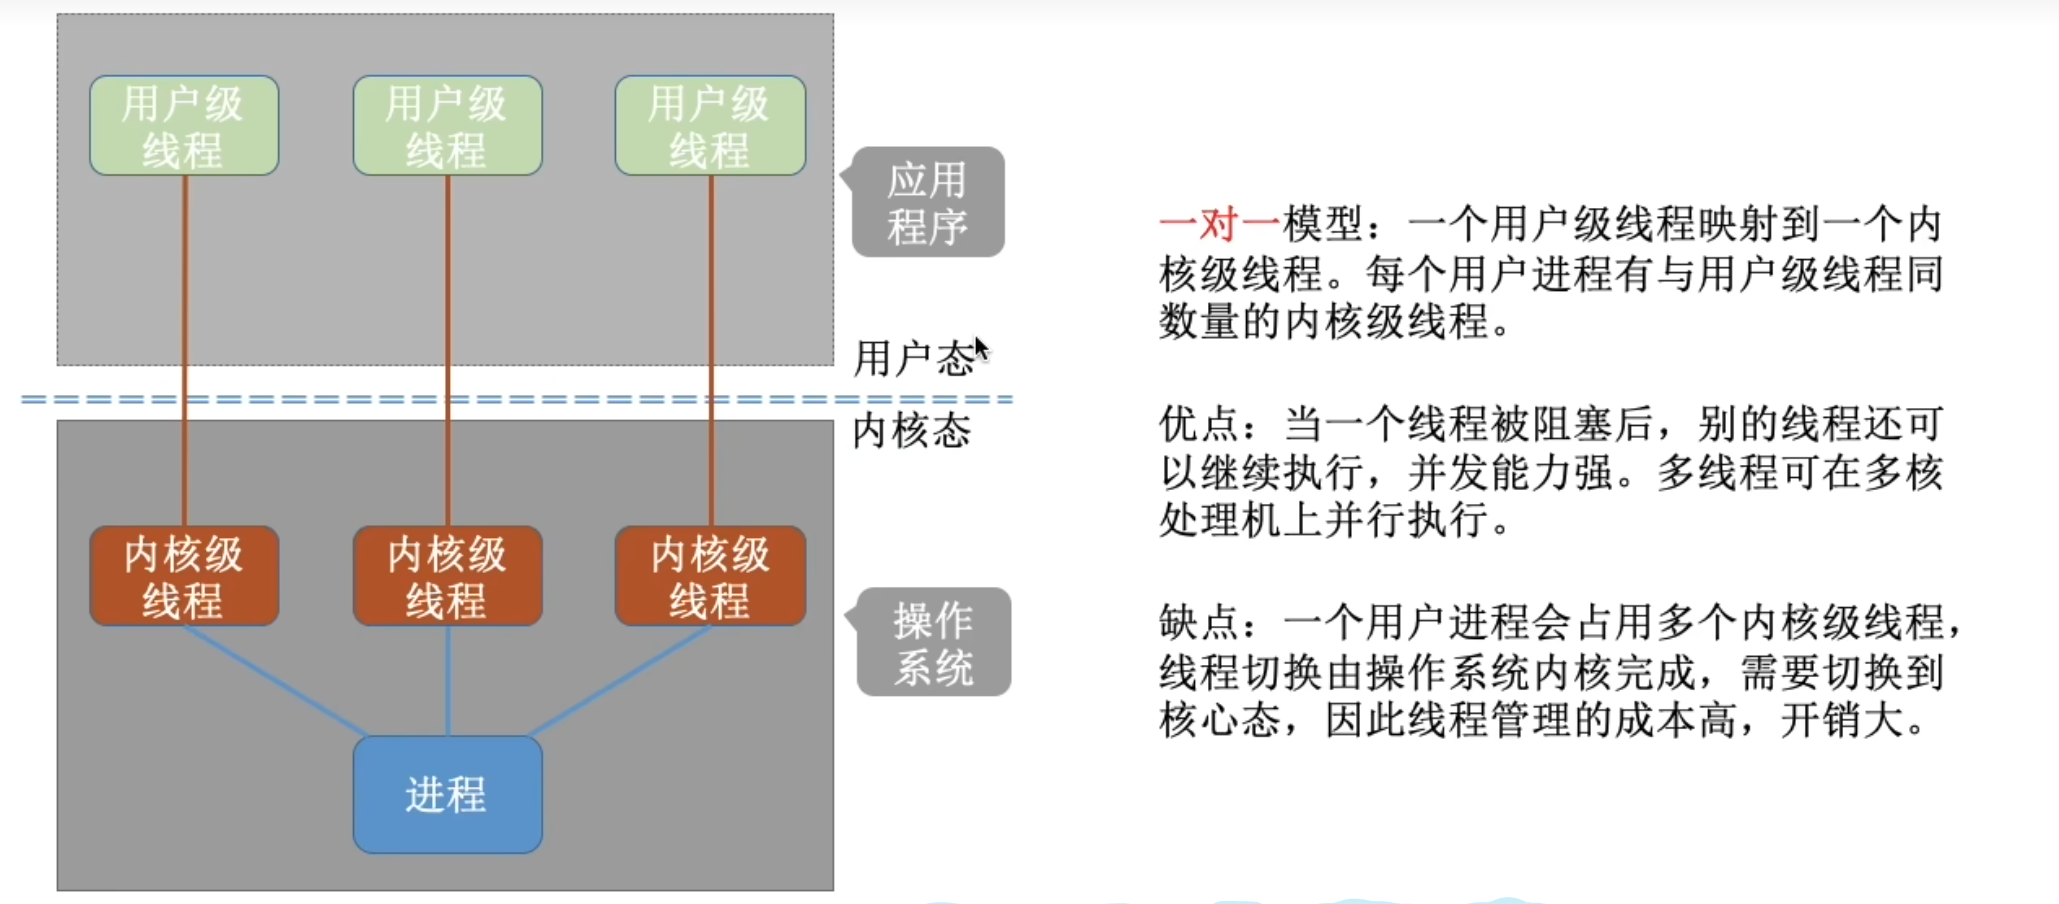 用户级
线程
用户级
线程
用户级
线程
应用
程序
用户态
内核态
内核级
线程
内核级
线程
内核级
线程
操作
系统
进程
一对一模型：一个用户级线程映射到一个内
核级线程。每个用户进程有与用户级线程同
数量的内核级线程。
优点：当一个线程被阻塞后，别的线程还可
以继续执行，并发能力强。多线程可在多核
处理机上并行执行。
缺点：一个用户进程会占用多个内核级线程，
线程切换由操作系统内核完成，需要切换到
核心态，因此线程管理的成本高，开销大。